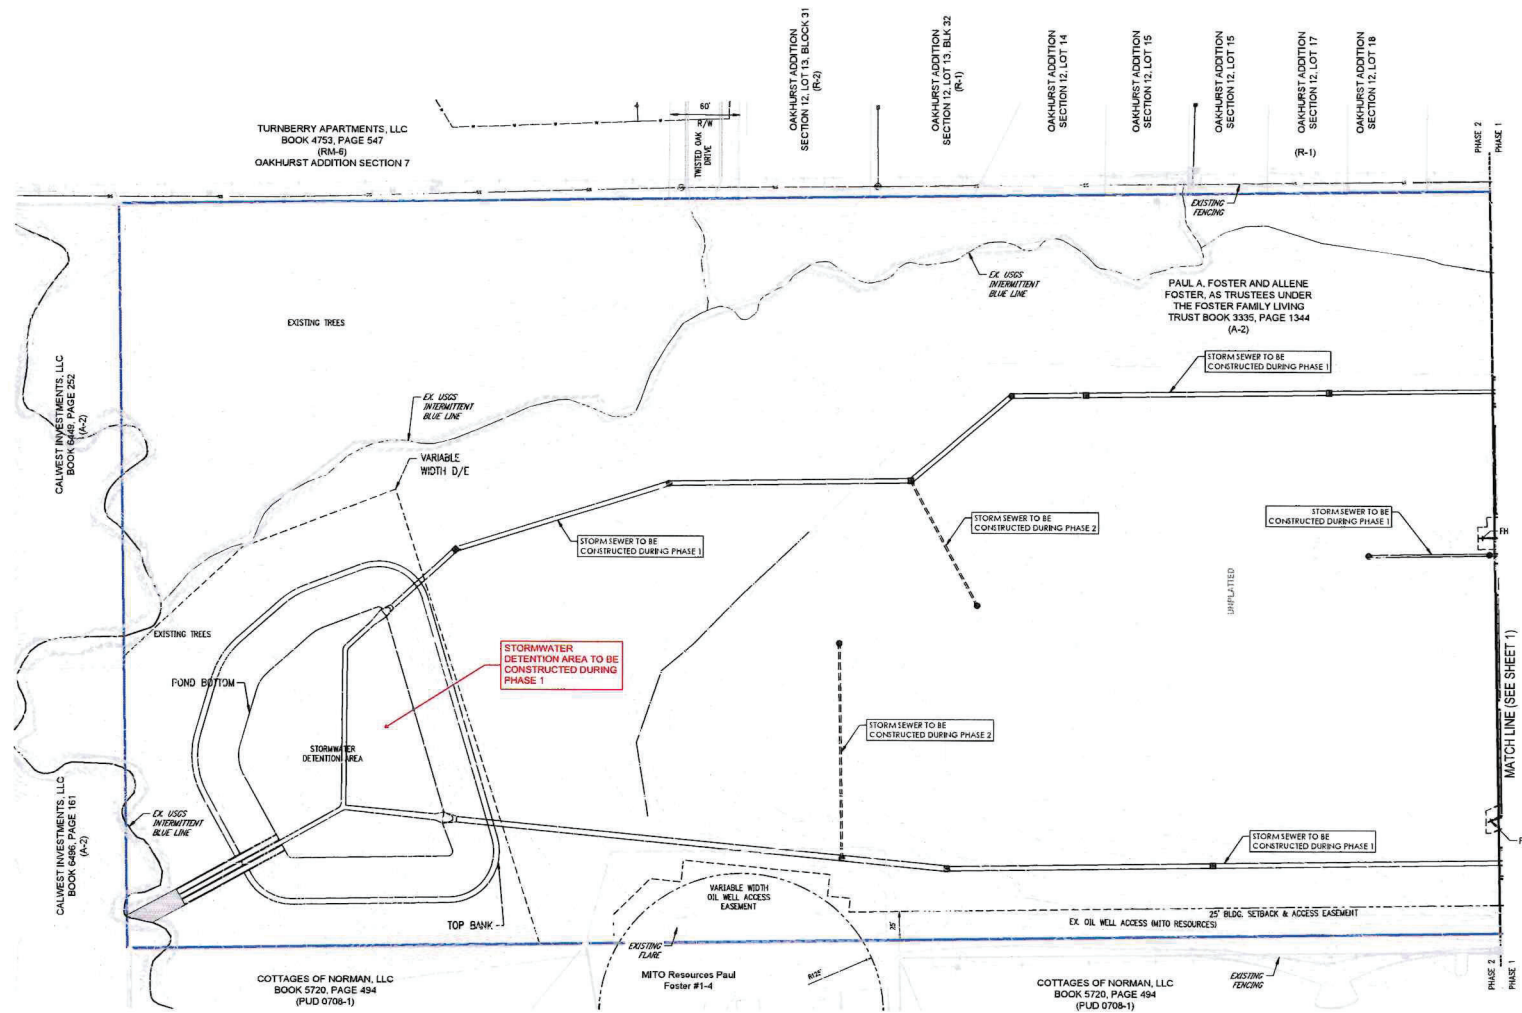 OAKHURST ADDITION
SECTION 12, LOT 13, BLOCK 31
(R-2)
OAKHURST ADDITION
SECTION 12, LOT 13, BLK 32
(R-1)
OAKHURST ADDITION
SECTION 12, LOT 14
OAKHURST ADDITION
SECTION 12, LOT 15
OAKHURST ADDITION
SECTION 12, LOT 15
OAKHURST ADDITION
SECTION 12, LOT 17
OAKHURST ADDITION
SECTION 12, LOT 18
(R-1)
PHASE 2
PHASE 1
TURNBERRY APARTMENTS, LLC
BOOK 4753, PAGE 547
(RM-6)
OAKHURST ADDITION SECTION 7
60'
R/W
TWISTED OAK
DRIVE
EXISTING
FENCING
EX. USGS
INTERMITTENT
BLUE LINE
PAUL A. FOSTER AND ALLENE
FOSTER, AS TRUSTEES UNDER
THE FOSTER FAMILY LIVING
TRUST BOOK 3335, PAGE 1344
(A-2)
EXISTING TREES
CALWEST INVESTMENTS, LLC
BOOK 6449, PAGE 252
(A-2)
STORM SEWER TO BE
CONSTRUCTED DURING PHASE 1
EX. USGS
INTERMITTENT
BLUE LINE
VARIABLE
WIDTH D/E
STORM SEWER TO BE
CONSTRUCTED DURING PHASE 1
STORM SEWER TO BE
CONSTRUCTED DURING PHASE 2
STORM SEWER TO BE
CONSTRUCTED DURING PHASE 1
FH
UNPLATTED
EXISTING TREES
STORMWATER
DETENTION AREA TO BE
CONSTRUCTED DURING
PHASE 1
POND BOTTOM
STORMWATER
DETENTION AREA
STORM SEWER TO BE
CONSTRUCTED DURING PHASE 2
MATCH LINE (SEE SHEET 1)
CALWEST INVESTMENTS, LLC
BOOK 6496, PAGE 161
(A-2)
EX. USGS
INTERMITTENT
BLUE LINE
STORM SEWER TO BE
CONSTRUCTED DURING PHASE 1
F
VARIABLE WIDTH
OIL WELL ACCESS
EASEMENT
TOP BANK
25'
25' BLDG. SETBACK & ACCESS EASEMENT
EX. OIL WELL ACCESS (MITO RESOURCES)
EXISTING
FLARE
MITO Resources Paul
Foster #1-4
R125'
COTTAGES OF NORMAN, LLC
BOOK 5720, PAGE 494
(PUD 0708-1)
COTTAGES OF NORMAN, LLC
BOOK 5720, PAGE 494
(PUD 0708-1)
EXISTING
FENCING
PHASE 2
PHASE 1